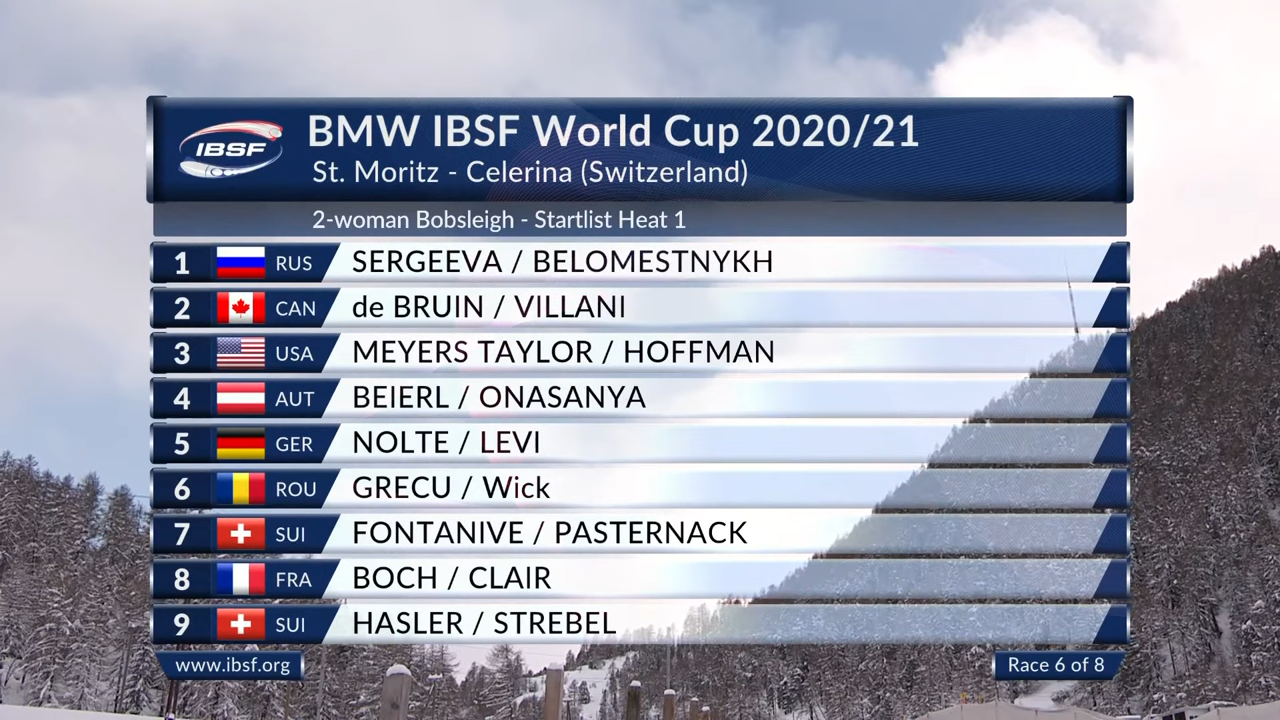 IBSF
BMW IBSF World Cup 2020/21
St. Moritz - Celerina (Switzerland)
2-woman Bobsleigh - Startlist Heat 1
1 RUS SERGEEVA / BELOMESTNYKH
2 CAN de BRUIN / VILLANI
3 USA MEYERS TAYLOR / HOFFMAN
4 AUT BEIERL / ONASANYA
5 GER NOLTE / LEVI
6 ROU GRECU / Wick
7 SUI FONTANIVE / PASTERNACK
8 FRA BOCH / CLAIR
9 SUI HASLER / STREBEL
www.ibsf.org Race 6 of 8